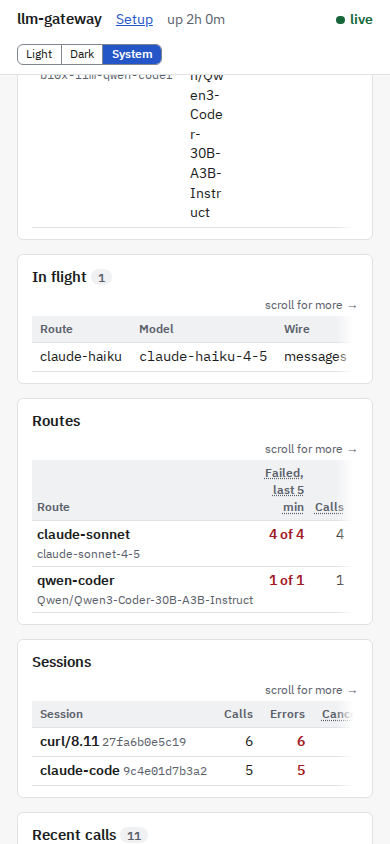 llm-gateway Setup up 2h 0m live
Light Dark System
n/Qw
en3-
Code
r-
30B-
A3B-
Instr
uct
In flight 1
scroll for more →
Route Model Wire
claude-haiku claude-haiku-4-5 messages
Routes
scroll for more →
Failed,
last 5
Route min Calls
claude-sonnet 4 of 4 4
claude-sonnet-4-5
qwen-coder 1 of 1 1
Qwen/Qwen3-Coder-30B-A3B-Instruct
Sessions
scroll for more →
Session Calls Errors
curl/8.11 27fa6b0e5c19 6 6
claude-code 9c4e01d7b3a2 5 5
Recent calls 11